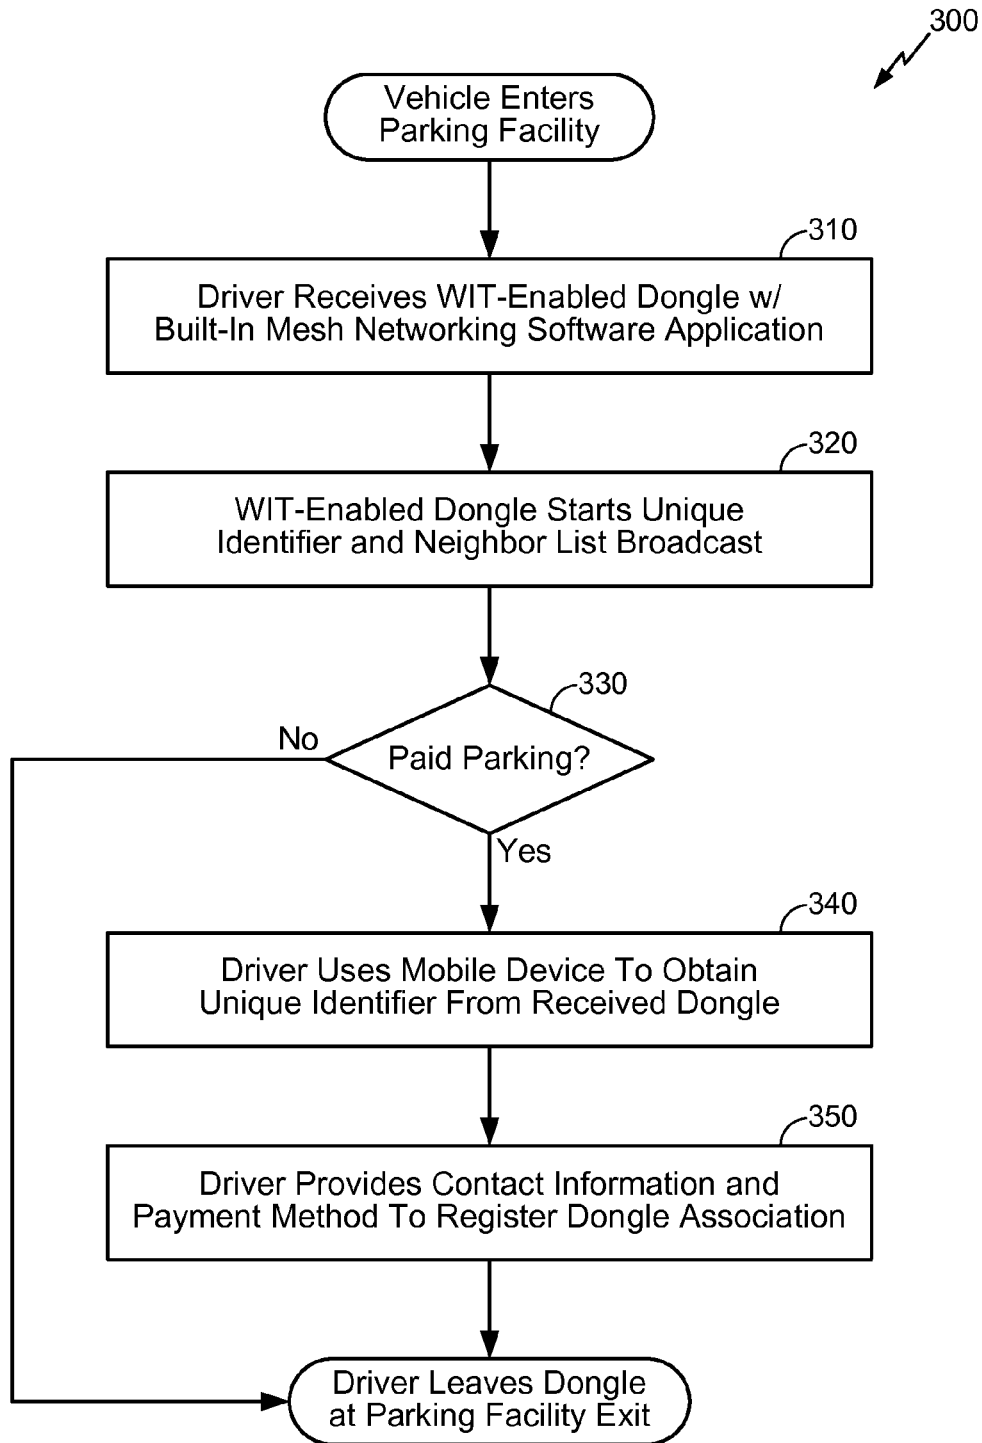 300
Vehicle Enters
Parking Facility
310
Driver Receives WIT-Enabled Dongle w/
Built-In Mesh Networking Software Application
320
WIT-Enabled Dongle Starts Unique
Identifier and Neighbor List Broadcast
330
No
Paid Parking?
Yes
340
Driver Uses Mobile Device To Obtain
Unique Identifier From Received Dongle
350
Driver Provides Contact Information and
Payment Method To Register Dongle Association
Driver Leaves Dongle
at Parking Facility Exit